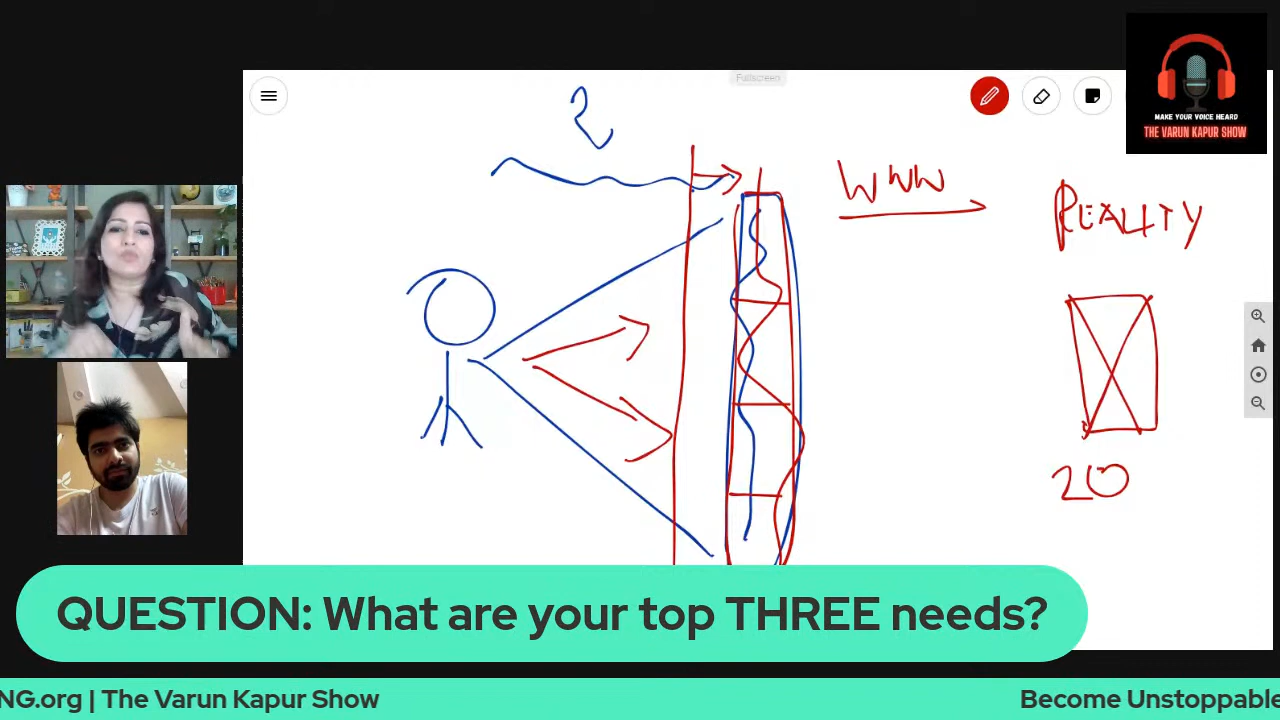 Fullscreen
MAKE YOUR VOICE HEARD
THE VARUN KAPUR SHOW
WWW
REALITY
20
QUESTION: What are your top THREE needs?
NG.org | The Varun Kapur Show
Become Unstoppable